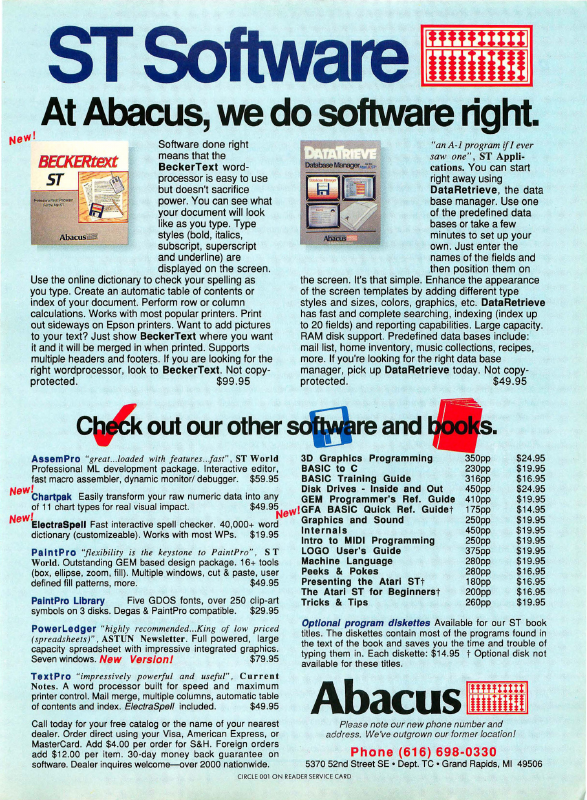 ST Software
At Abacus, we do software right.
New!
BECKERtext
ST
Abacus
Software done right
means that the
BeckerText word-
processor is easy to use
but doesn't sacrifice
power. You can see what
your document will look
like as you type. Type
styles (bold, italics,
subscript, superscript
and underline) are
displayed on the screen.
Use the online dictionary to check your spelling as
you type. Create an automatic table of contents or
index of your document. Perform row or column
calculations. Works with most popular printers. Print
out sideways on Epson printers. Want to add pictures
to your text? Just show BeckerText where you want
it and it will be merged in when printed. Supports
multiple headers and footers. If you are looking for the
right wordprocessor, look to BeckerText. Not copy-
protected. $99.95
DATATRIEVE
Database Manager
Abacus
"an A-1 program if I ever
saw one", ST Appli-
cations. You can start
right away using
DataRetrieve, the data
base manager. Use one
of the predefined data
bases or take a few
minutes to set up your
own. Just enter the
names of the fields and
then position them on
the screen. It's that simple. Enhance the appearance
of the screen templates by adding different type
styles and sizes, colors, graphics, etc. DataRetrieve
has fast and complete searching, indexing (index up
to 20 fields) and reporting capabilities. Large capacity.
RAM disk support. Predefined data bases include:
mail list, home inventory, music collections, recipes,
more. If you're looking for the right data base
manager, pick up DataRetrieve today. Not copy-
protected. $49.95
Check out our other software and books.
AssemPro "great...loaded with features...fast", ST World
Professional ML development package. Interactive editor,
fast macro assembler, dynamic monitor/ debugger. $59.95
New!
Chartpak Easily transform your raw numeric data into any
of 11 chart types for real visual impact. $49.95
New!
ElectraSpell Fast interactive spell checker. 40,000+ word
dictionary (customizeable). Works with most WPs. $19.95
PaintPro "flexibility is the keystone to PaintPro", ST
World. Outstanding GEM based design package. 16+ tools
(box, ellipse, zoom, fill). Multiple windows, cut & paste, user
defined fill patterns, more. $49.95
PaintPro Library Five GDOS fonts, over 250 clip-art
symbols on 3 disks. Degas & PaintPro compatible. $29.95
PowerLedger "highly recommended...King of low priced
(spreadsheets)", ASTUN Newsletter. Full powered, large
capacity spreadsheet with impressive integrated graphics.
Seven windows. New Version! $79.95
TextPro "impressively powerful and useful", Current
Notes. A word processor built for speed and maximum
printer control. Mail merge, multiple columns, automatic table
of contents and index. ElectraSpell included. $49.95
Call today for your free catalog or the name of your nearest
dealer. Order direct using your Visa, American Express, or
MasterCard. Add $4.00 per order for S&H. Foreign orders
add $12.00 per item. 30-day money back guarantee on
software. Dealer inquires welcome—over 2000 nationwide.
3D Graphics Programming 350pp $24.95
BASIC to C 230pp $19.95
BASIC Training Guide 316pp $16.95
Disk Drives - Inside and Out 450pp $24.95
GEM Programmer's Ref. Guide 410pp $19.95
New! GFA BASIC Quick Ref. Guide† 175pp $14.95
Graphics and Sound 250pp $19.95
Internals 450pp $19.95
Intro to MIDI Programming 250pp $19.95
LOGO User's Guide 375pp $19.95
Machine Language 280pp $19.95
Peeks & Pokes 280pp $16.95
Presenting the Atari ST† 180pp $16.95
The Atari ST for Beginners† 200pp $16.95
Tricks & Tips 260pp $19.95
Optional program diskettes Available for our ST book
titles. The diskettes contain most of the programs found in
the text of the book and saves you the time and trouble of
typing them in. Each diskette: $14.95 † Optional disk not
available for these titles.
Abacus
Please note our new phone number and
address. We've outgrown our former location!
Phone (616) 698-0330
5370 52nd Street SE • Dept. TC • Grand Rapids, MI 49506
CIRCLE 001 ON READER SERVICE CARD